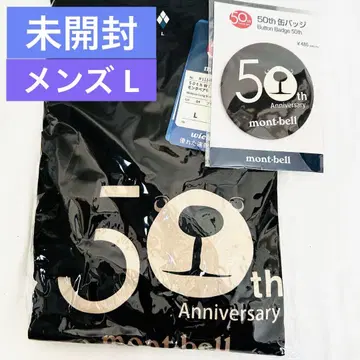 未開封
メンズ L
L
50th
50th 缶バッジ
Button Badge 50th
50th
Anniversary
mont-bell
mont-bell
50th
Anniversary
mont-bell